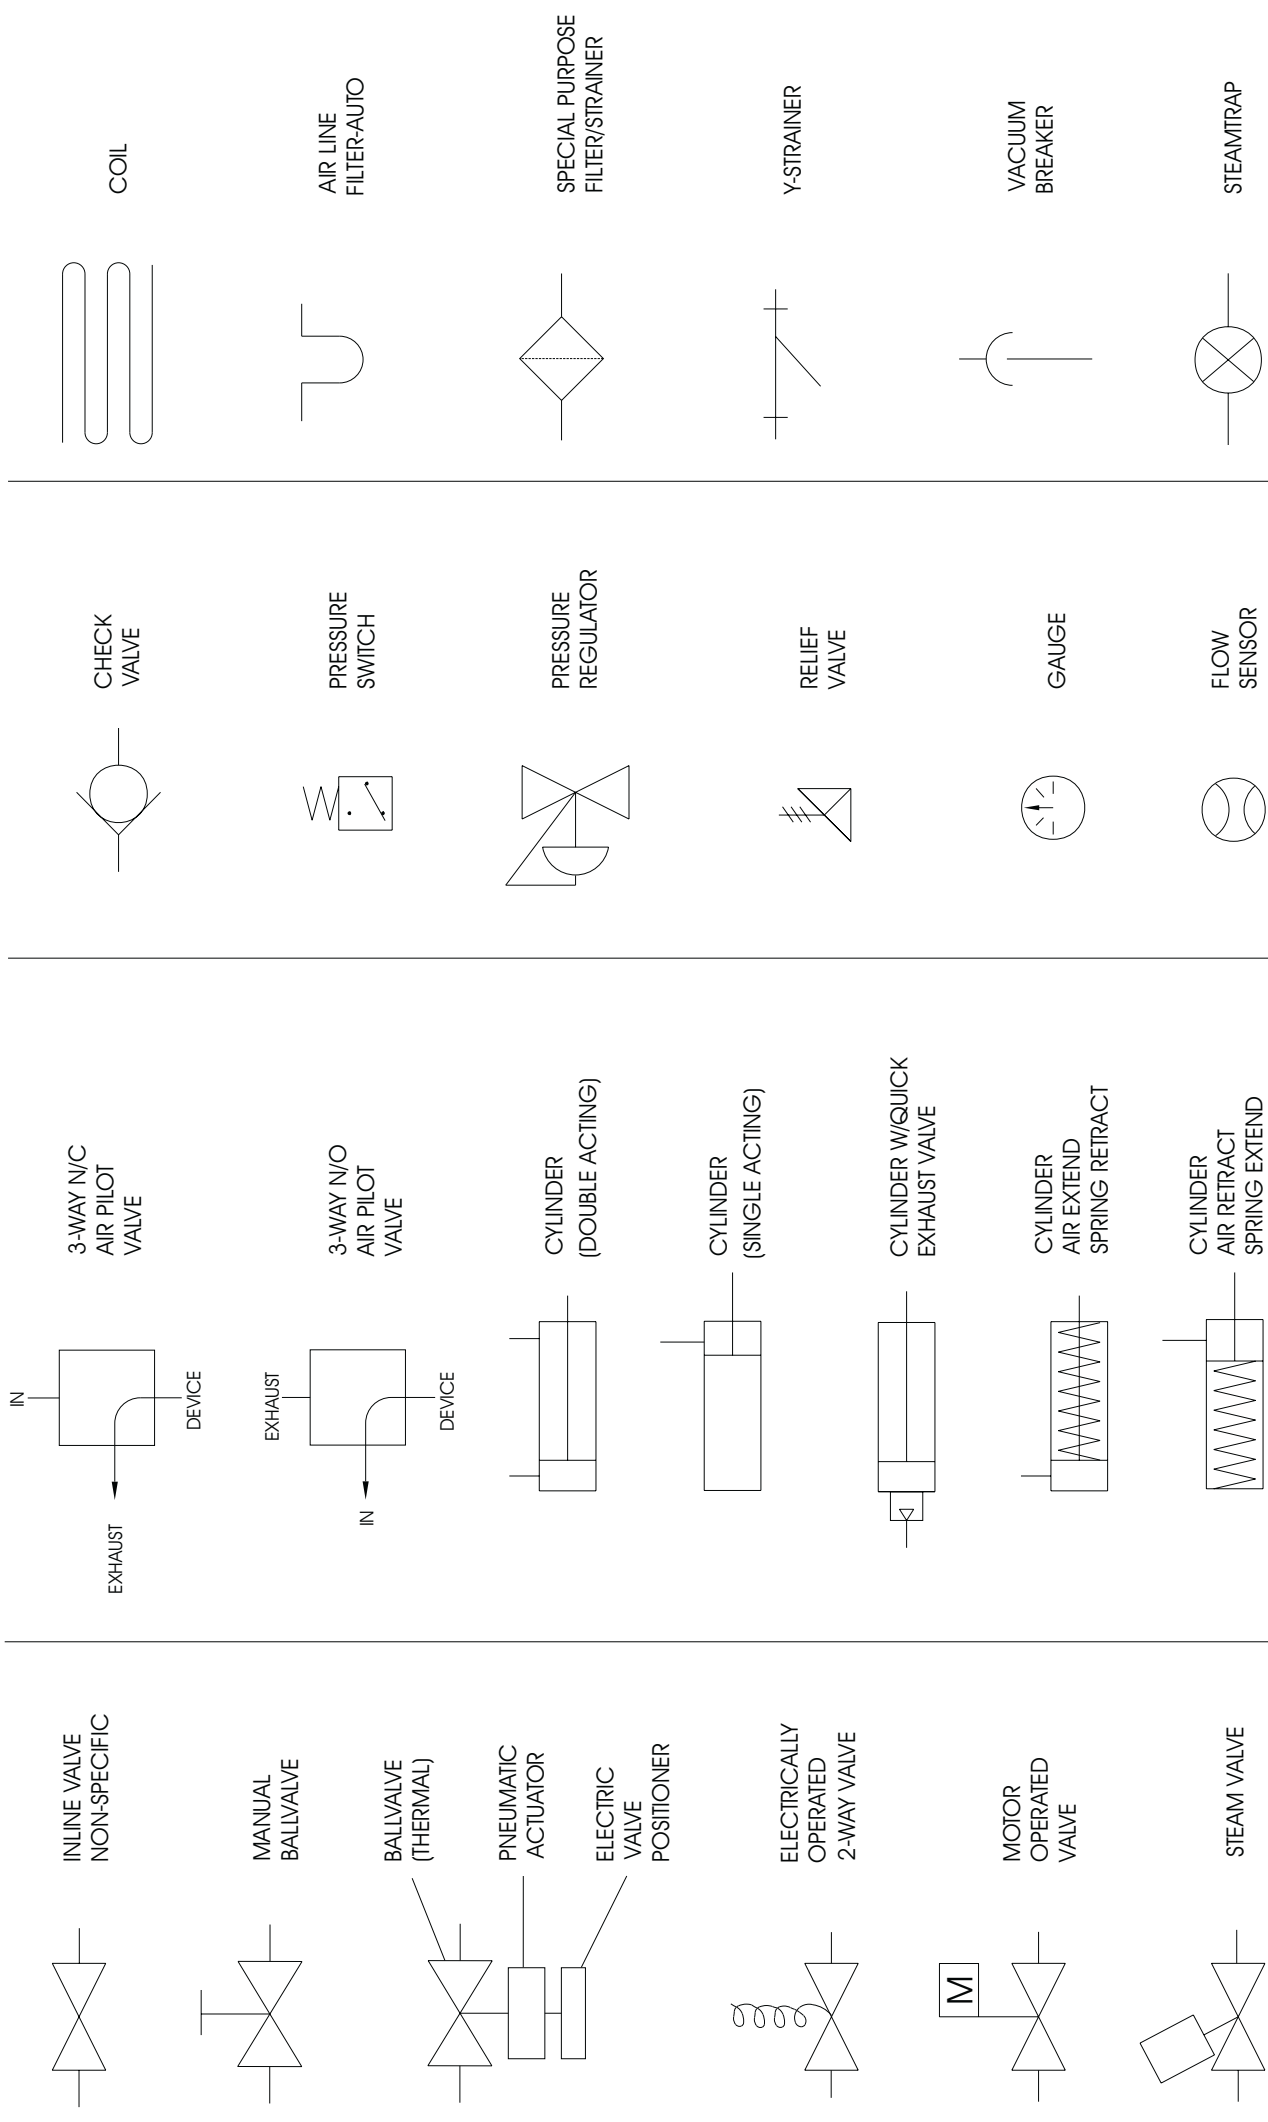 INLINE VALVE
NON-SPECIFIC
MANUAL
BALLVALVE
BALLVALVE
(THERMAL)
PNEUMATIC
ACTUATOR
ELECTRIC
VALVE
POSITIONER
ELECTRICALLY
OPERATED
2-WAY VALVE
M
MOTOR
OPERATED
VALVE
STEAM VALVE
IN
EXHAUST
DEVICE
3-WAY N/C
AIR PILOT
VALVE
EXHAUST
IN
DEVICE
3-WAY N/O
AIR PILOT
VALVE
CYLINDER
(DOUBLE ACTING)
CYLINDER
(SINGLE ACTING)
CYLINDER W/QUICK
EXHAUST VALVE
CYLINDER
AIR EXTEND
SPRING RETRACT
CYLINDER
AIR RETRACT
SPRING EXTEND
CHECK
VALVE
PRESSURE
SWITCH
PRESSURE
REGULATOR
RELIEF
VALVE
GAUGE
FLOW
SENSOR
COIL
AIR LINE
FILTER-AUTO
SPECIAL PURPOSE
FILTER/STRAINER
Y-STRAINER
VACUUM
BREAKER
STEAMTRAP